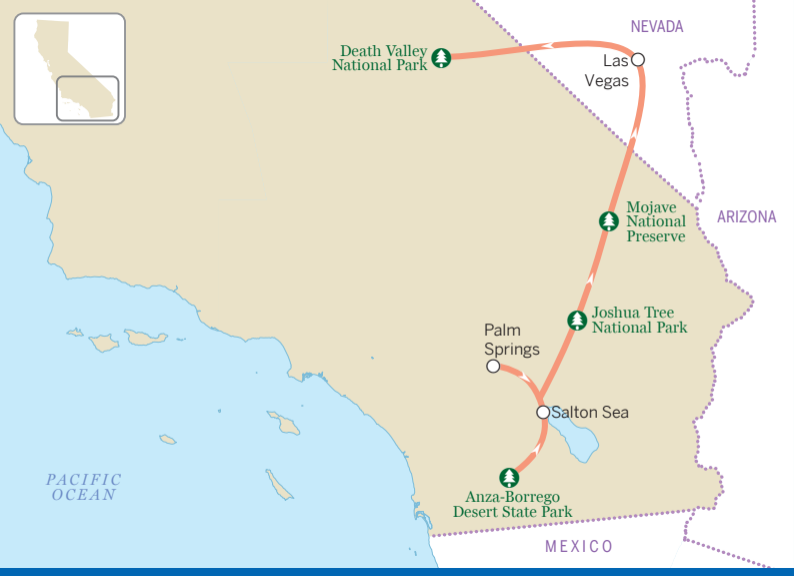 NEVADA
Death Valley
National Park
Las
Vegas
Mojave
National
Preserve
ARIZONA
Joshua Tree
National Park
Palm
Springs
Salton Sea
PACIFIC
OCEAN
Anza-Borrego
Desert State Park
MEXICO